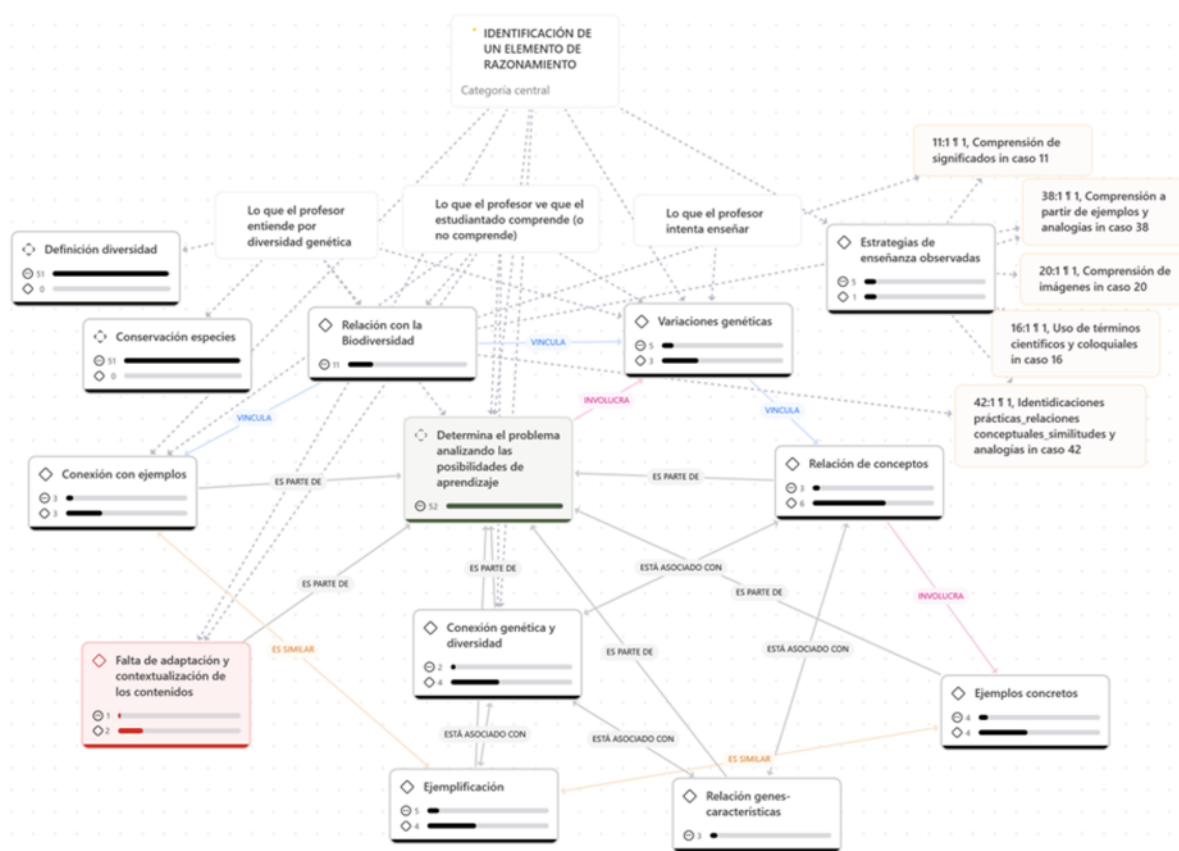 IDENTIFICACIÓN DE
UN ELEMENTO DE
RAZONAMIENTO
Categoría central
11:1 ¶ 1, Comprensión de
significados in caso 11
38:1 ¶ 1, Comprensión a
partir de ejemplos y
analogías in caso 38
20:1 ¶ 1, Comprensión de
imágenes in caso 20
16:1 ¶ 1, Uso de términos
científicos y coloquiales
in caso 16
42:1 ¶ 1, Identidicaciones
prácticas_relaciones
conceptuales_similitudes y
analogías in caso 42
Lo que el profesor
entiende por
diversidad genética
Lo que el profesor ve que el
estudiantado comprende (o
no comprende)
Lo que el profesor
intenta enseñar
Definición diversidad
51
0
Estrategias de
enseñanza observadas
5
1
Conservación especies
51
0
Relación con la
Biodiversidad
11
VINCULA
Variaciones genéticas
5
3
VINCULA
INVOLUCRA
VINCULA
Conexión con ejemplos
3
3
ES PARTE DE
Determina el problema
analizando las
posibilidades de
aprendizaje
52
ES PARTE DE
Relación de conceptos
3
6
ES PARTE DE
ES PARTE DE
ESTÁ ASOCIADO CON
ES PARTE DE
INVOLUCRA
Falta de adaptación y
contextualización de
los contenidos
1
2
ES SIMILAR
Conexión genética y
diversidad
2
4
ES PARTE DE
ESTÁ ASOCIADO CON
Ejemplos concretos
4
4
ESTÁ ASOCIADO CON
ESTÁ ASOCIADO CON
ES SIMILAR
Ejemplificación
5
4
Relación genes-
características
3